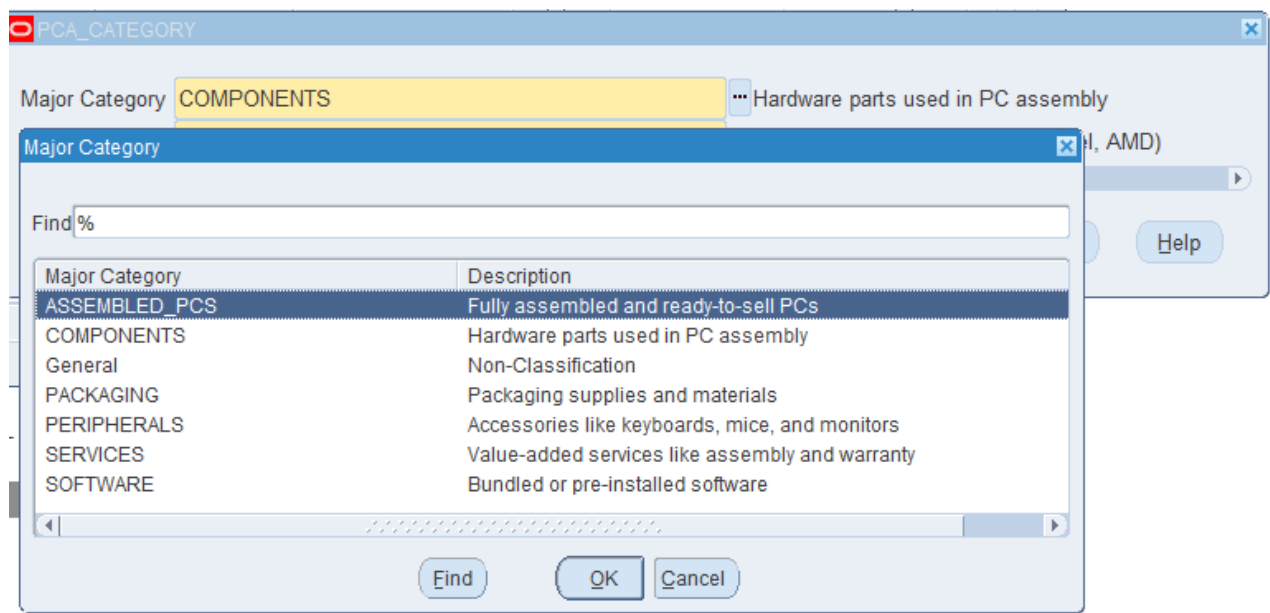 PCA_CATEGORY
Major Category COMPONENTS ... Hardware parts used in PC assembly
AMD)
Major Category
Find %
Help
Major Category Description
ASSEMBLED_PCS Fully assembled and ready-to-sell PCs
COMPONENTS Hardware parts used in PC assembly
General Non-Classification
PACKAGING Packaging supplies and materials
PERIPHERALS Accessories like keyboards, mice, and monitors
SERVICES Value-added services like assembly and warranty
SOFTWARE Bundled or pre-installed software
Find OK Cancel